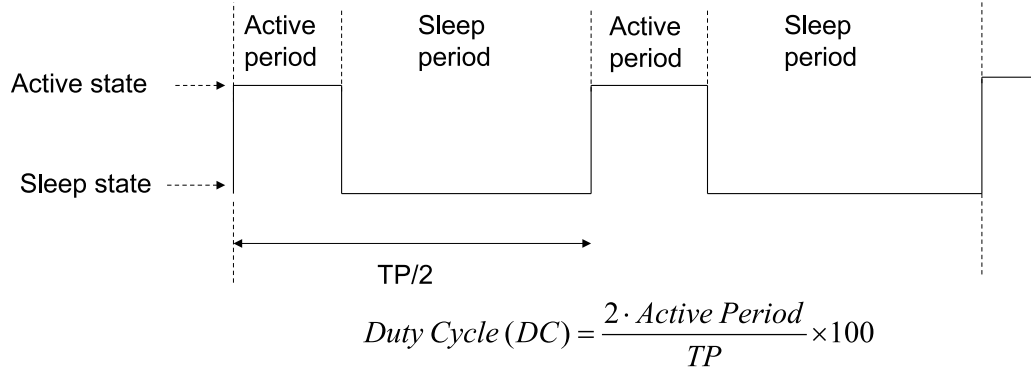 Active period
Sleep period
Active period
Sleep period
Active state
Sleep state
TP/2
Duty Cycle (DC) = \frac{2 · Active Period}{TP} × 100